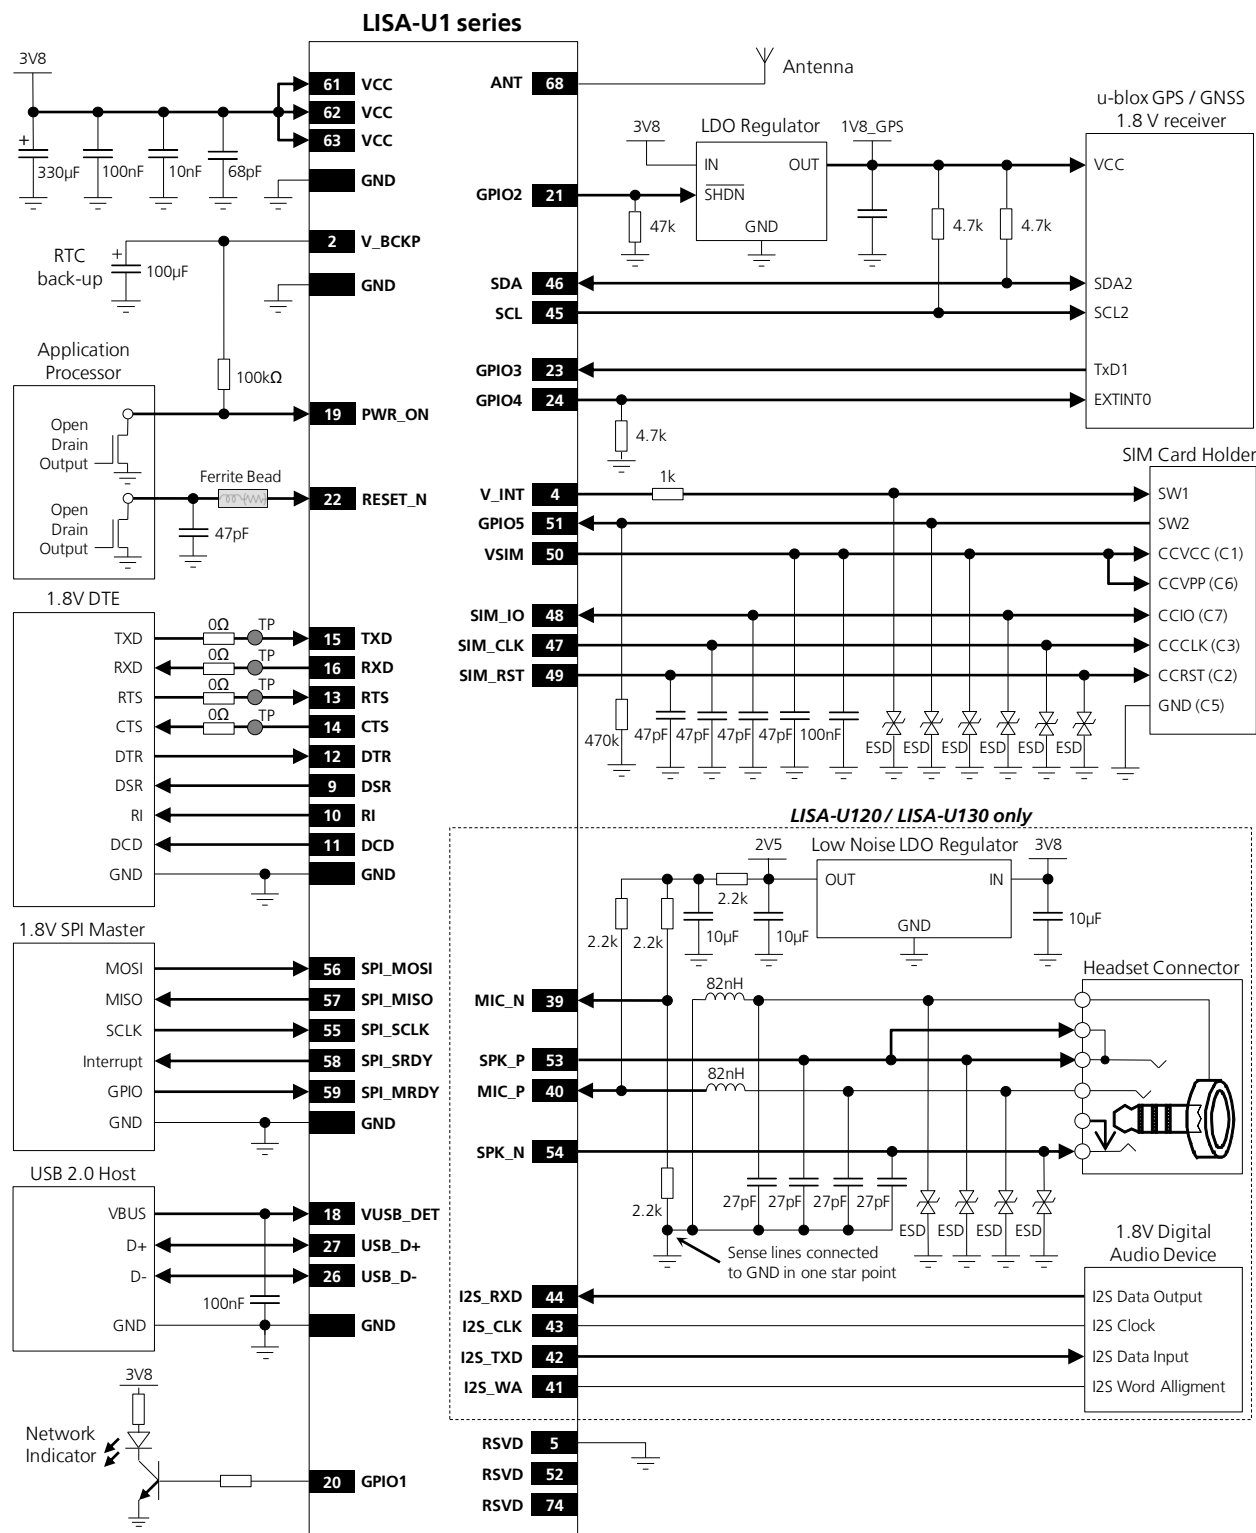 LISA-U1 series
3V8
61 VCC
62 VCC
63 VCC
+
330µF
100nF
10nF
68pF
GND
2 V_BCKP
RTC
back-up
+
100µF
GND
Application
Processor
100kΩ
Open
Drain
Output
19 PWR_ON
Ferrite Bead
22 RESET_N
Open
Drain
Output
47pF
1.8V DTE
TXD 0Ω TP 15 TXD
RXD 0Ω TP 16 RXD
RTS 0Ω TP 13 RTS
CTS 0Ω TP 14 CTS
DTR 12 DTR
DSR 9 DSR
RI 10 RI
DCD 11 DCD
GND GND
1.8V SPI Master
MOSI 56 SPI_MOSI
MISO 57 SPI_MISO
SCLK 55 SPI_SCLK
Interrupt 58 SPI_SRDY
GPIO 59 SPI_MRDY
GND GND
USB 2.0 Host
VBUS 18 VUSB_DET
D+ 27 USB_D+
D- 26 USB_D-
100nF
GND GND
3V8
Network
Indicator
20 GPIO1
ANT 68
Antenna
u-blox GPS / GNSS
1.8 V receiver
3V8
LDO Regulator
1V8_GPS
IN OUT
VCC
GPIO2 21
SHDN
GND
47k
4.7k
4.7k
SDA 46 SDA2
SCL 45 SCL2
GPIO3 23 TxD1
GPIO4 24 EXTINT0
4.7k
SIM Card Holder
V_INT 4 1k SW1
GPIO5 51 SW2
VSIM 50 CCVCC (C1)
CCVPP (C6)
SIM_IO 48 CCIO (C7)
SIM_CLK 47 CCCLK (C3)
SIM_RST 49 CCRST (C2)
GND (C5)
470k
47pF
47pF
47pF
47pF
100nF
ESD
ESD
ESD
ESD
ESD
ESD
LISA-U120 / LISA-U130 only
2V5
Low Noise LDO Regulator
3V8
OUT IN
GND
2.2k
2.2k
2.2k
10µF
10µF
10µF
Headset Connector
MIC_N 39
82nH
SPK_P 53
82nH
MIC_P 40
SPK_N 54
2.2k
27pF
27pF
27pF
27pF
ESD
ESD
ESD
ESD
Sense lines connected
to GND in one star point
1.8V Digital
Audio Device
I2S_RXD 44 I2S Data Output
I2S_CLK 43 I2S Clock
I2S_TXD 42 I2S Data Input
I2S_WA 41 I2S Word Alligment
RSVD 5
RSVD 52
RSVD 74